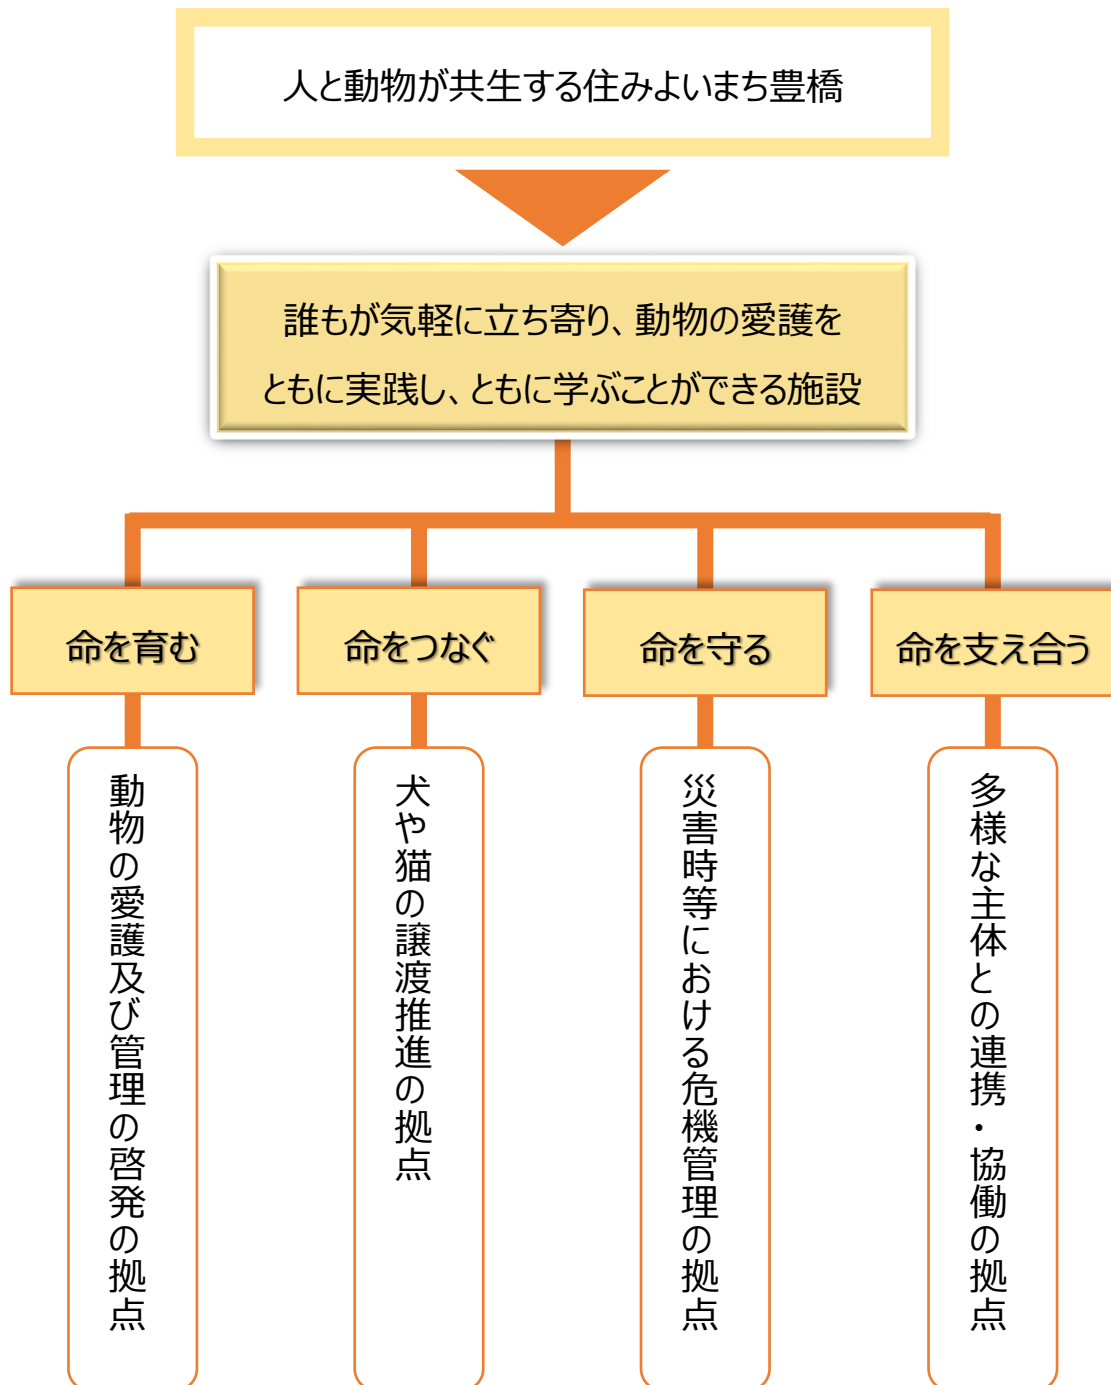 人と動物が共生する住みよいまち豊橋
誰もが気軽に立ち寄り、動物の愛護を
ともに実践し、ともに学ぶことができる施設
命を育む
命をつなぐ
命を守る
命を支え合う
動物の愛護及び管理の啓発の拠点
犬や猫の譲渡推進の拠点
災害時等における危機管理の拠点
多様な主体との連携・協働の拠点